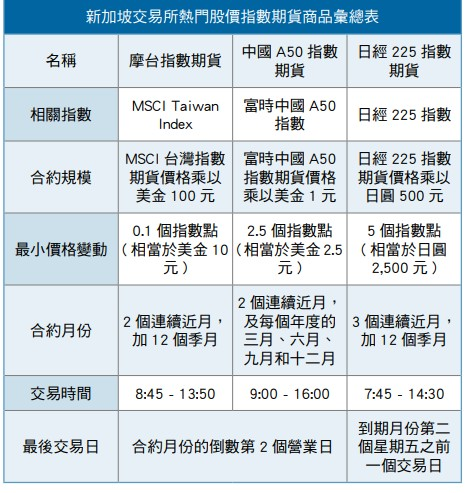 新加坡交易所熱門股價指數期貨商品彙總表
名稱
摩台指數期貨
中國 A50 指數
期貨
日經 225 指數
期貨
相關指數
MSCI Taiwan
Index
富時中國 A50
指數
日經 225 指數
合約規模
MSCI 台灣指數
期貨價格乘以
美金 100 元
富時中國 A50
指數期貨價格
乘以美金 1 元
日經 225 指數
期貨價格乘以
日圓 500 元
最小價格變動
0.1 個指數點
（相當於美金 10
元）
2.5 個指數點
（相當於美金 2.5
元）
5 個指數點
（相當於日圓
2,500 元）
合約月份
2 個連續近月，
加 12 個季月
2 個連續近月，
及每個年度的
三月、六月、
九月和十二月
3 個連續近月，
加 12 個季月
交易時間
8:45 - 13:50
9:00 - 16:00
7:45 - 14:30
最後交易日
合約月份的倒數第 2 個營業日
到期月份第二
個星期五之前
一個交易日